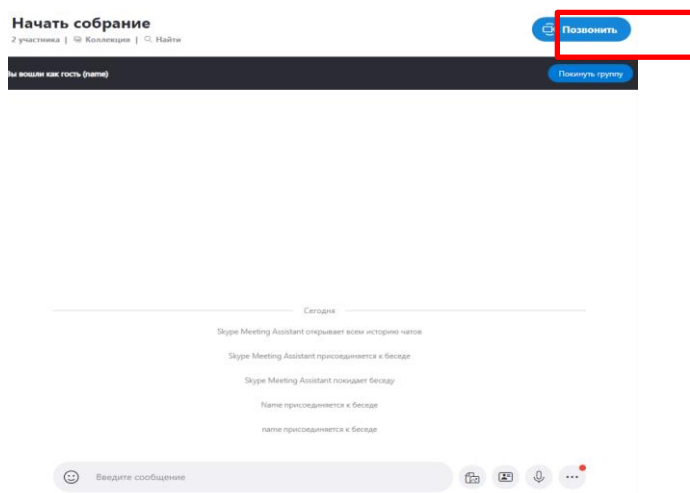 Начать собрание
Позвонить
2 участника | Коллекция | Найти
Вы вошли как гость (name)
Покинуть группу
Сегодня
Skype Meeting Assistant открывает всем историю чатов
Skype Meeting Assistant присоединяется к беседе
Skype Meeting Assistant покидает беседу
Name присоединяется к беседе
name присоединяется к беседе
Введите сообщение